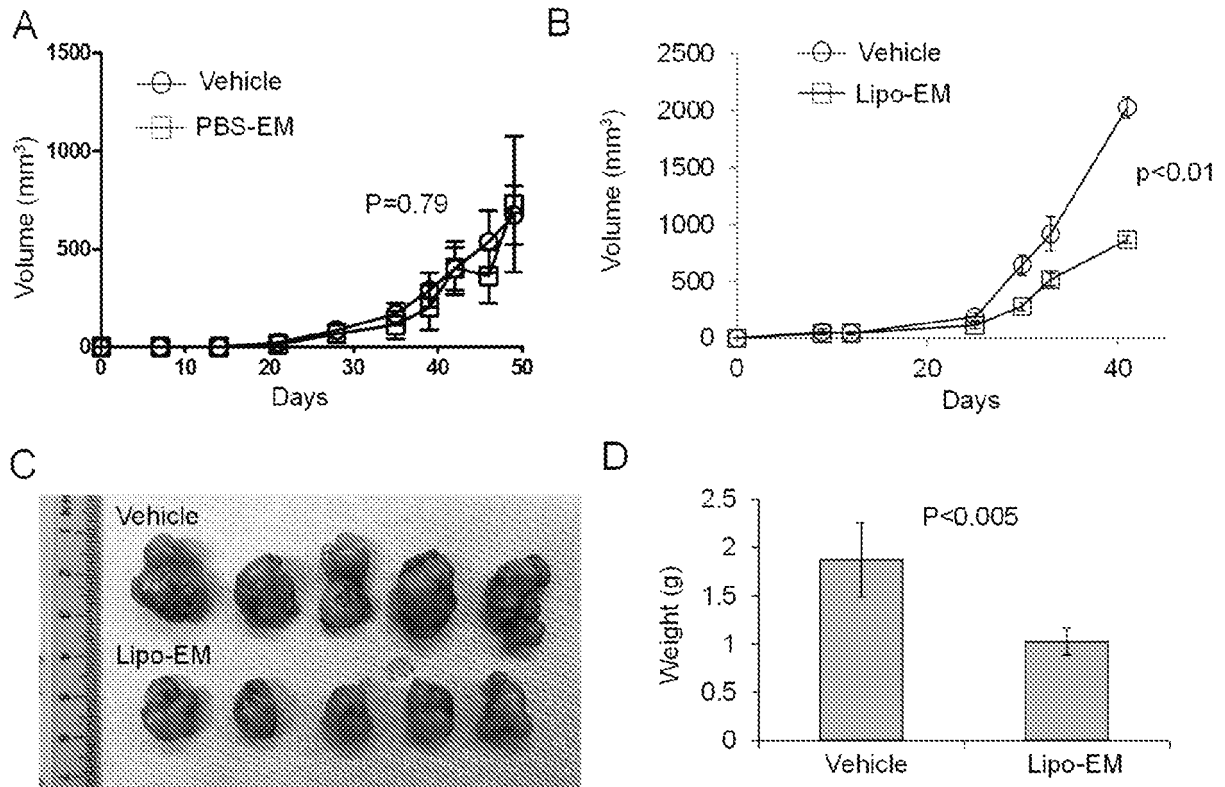 A
1500
1000
500
0
Volume (mm³)
Vehicle
PBS-EM
P=0.79
0 10 20 30 40 50
Days
B
2500
2000
1500
1000
500
0
Volume (mm³)
Vehicle
Lipo-EM
p<0.01
0 20 40
Days
C
Vehicle
Lipo-EM
D
2.5
2
1.5
1
0.5
0
Weight (g)
P<0.005
Vehicle Lipo-EM